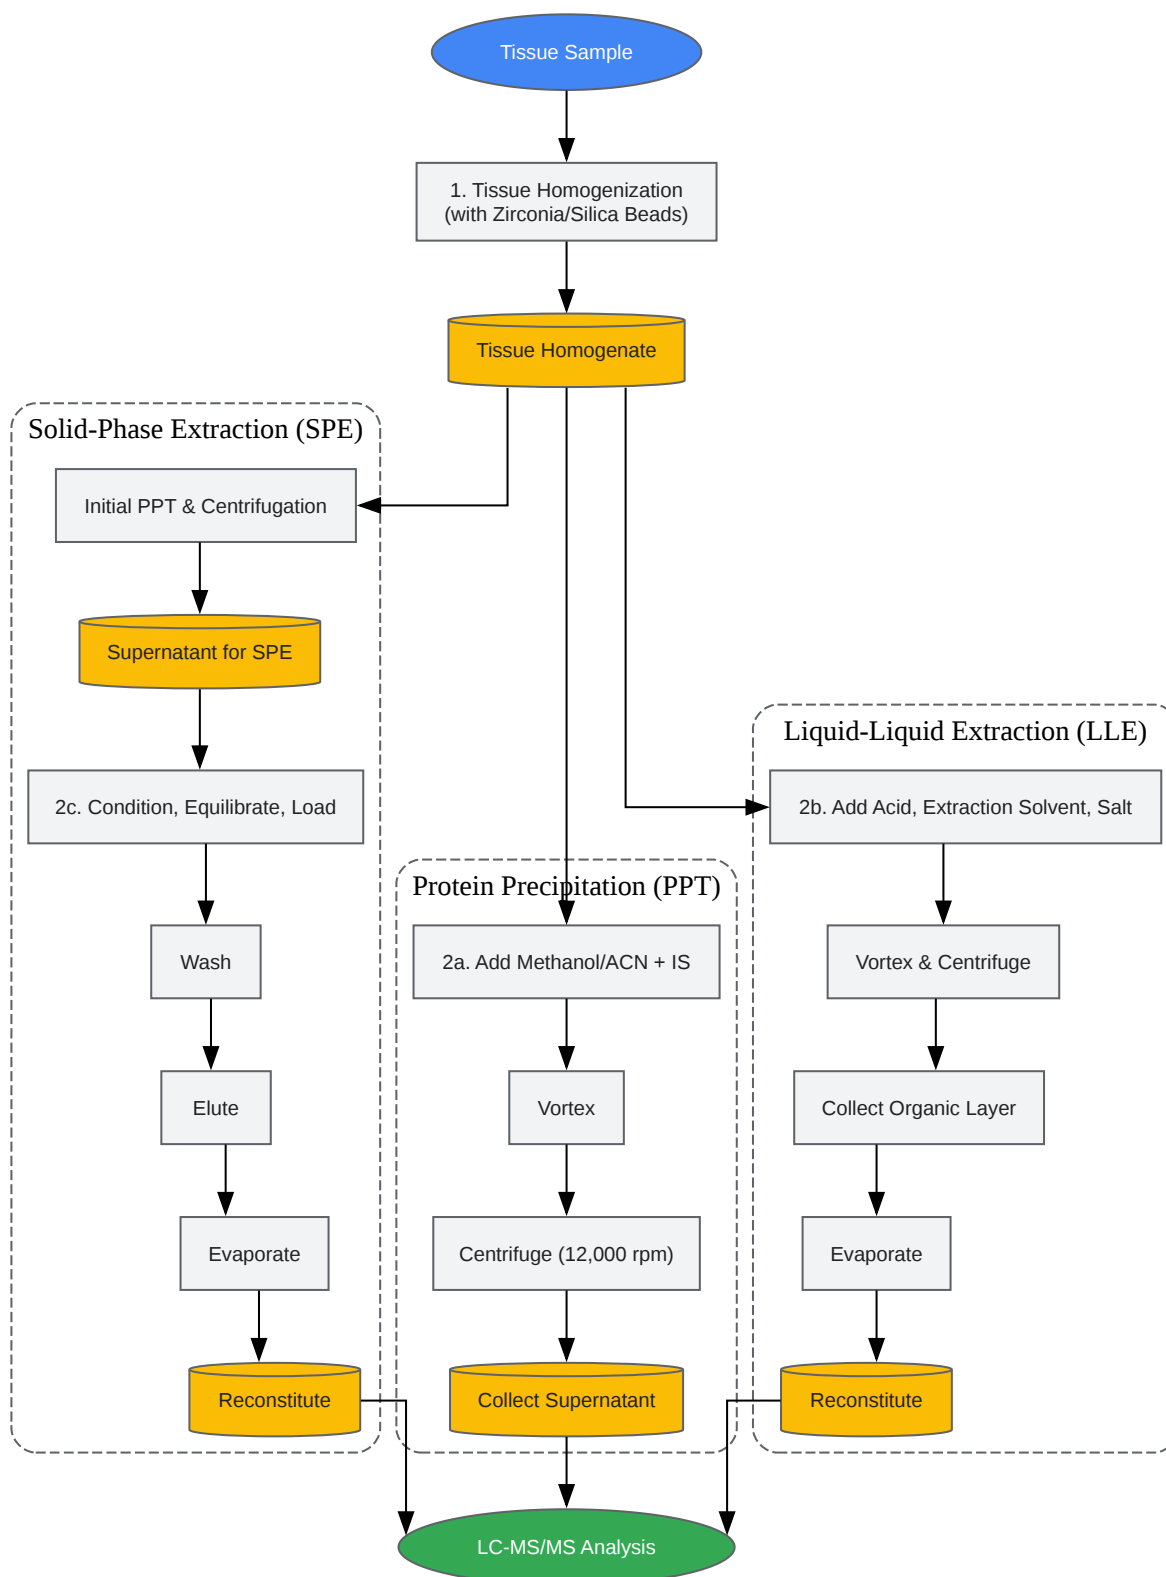 Tissue Sample
1. Tissue Homogenization
(with Zirconia/Silica Beads)
Tissue Homogenate
Solid-Phase Extraction (SPE)
Initial PPT & Centrifugation
Supernatant for SPE
2c. Condition, Equilibrate, Load
Wash
Elute
Evaporate
Reconstitute
Protein Precipitation (PPT)
2a. Add Methanol/ACN + IS
Vortex
Centrifuge (12,000 rpm)
Collect Supernatant
Liquid-Liquid Extraction (LLE)
2b. Add Acid, Extraction Solvent, Salt
Vortex & Centrifuge
Collect Organic Layer
Evaporate
Reconstitute
LC-MS/MS Analysis